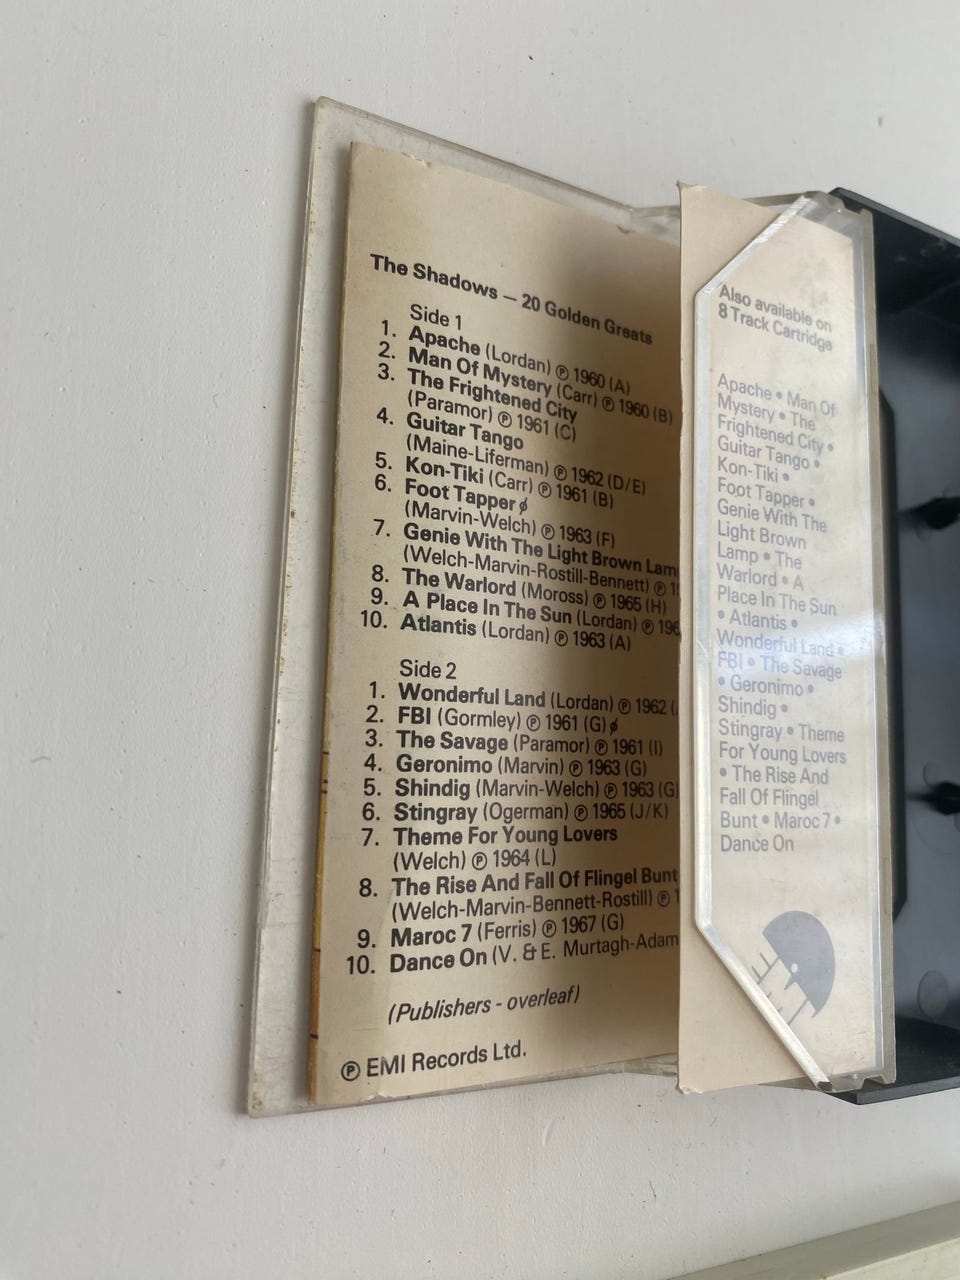 The Shadows – 20 Golden Greats
Side 1
1. Apache (Lordan) ℗ 1960 (A)
2. Man Of Mystery (Carr) ℗ 1960 (B)
3. The Frightened City
(Paramor) ℗ 1961 (C)
4. Guitar Tango
(Maine-Liferman) ℗ 1962 (D/E)
5. Kon-Tiki (Carr) ℗ 1961 (B)
6. Foot Tapper ϕ
(Marvin-Welch) ℗ 1963 (F)
7. Genie With The Light Brown
(Welch-Marvin-Rostill-Bennett) ℗
8. The Warlord (Moross) ℗ 1965 (H)
9. A Place In The Sun (Lordan) ℗
10. Atlantis (Lordan) ℗ 1963 (A)
Side 2
1. Wonderful Land (Lordan) ℗ 1962
2. FBI (Gormley) ℗ 1961 (G) ϕ
3. The Savage (Paramor) ℗ 1961 (I)
4. Geronimo (Marvin) ℗ 1963 (G)
5. Shindig (Marvin-Welch) ℗ 1963 (G)
6. Stingray (Ogerman) ℗ 1965 (J/K)
7. Theme For Young Lovers
(Welch) ℗ 1964 (L)
8. The Rise And Fall Of Flingel Bunt
(Welch-Marvin-Bennett-Rostill) ℗
9. Maroc 7 (Ferris) ℗ 1967 (G)
10. Dance On (V. & E. Murtagh-Adam
(Publishers - overleaf)
℗ EMI Records Ltd.
Also available on
8 Track Cartridge
Apache • Man Of
Mystery • The
Frightened City •
Guitar Tango •
Kon-Tiki •
Foot Tapper •
Genie With The
Light Brown
Lamp • The
Warlord • A
Place In The Sun
• Atlantis •
Wonderful Land •
FBI • The Savage
• Geronimo •
Shindig •
Stingray • Theme
For Young Lovers
• The Rise And
Fall Of Flingel
Bunt • Maroc 7 •
Dance On